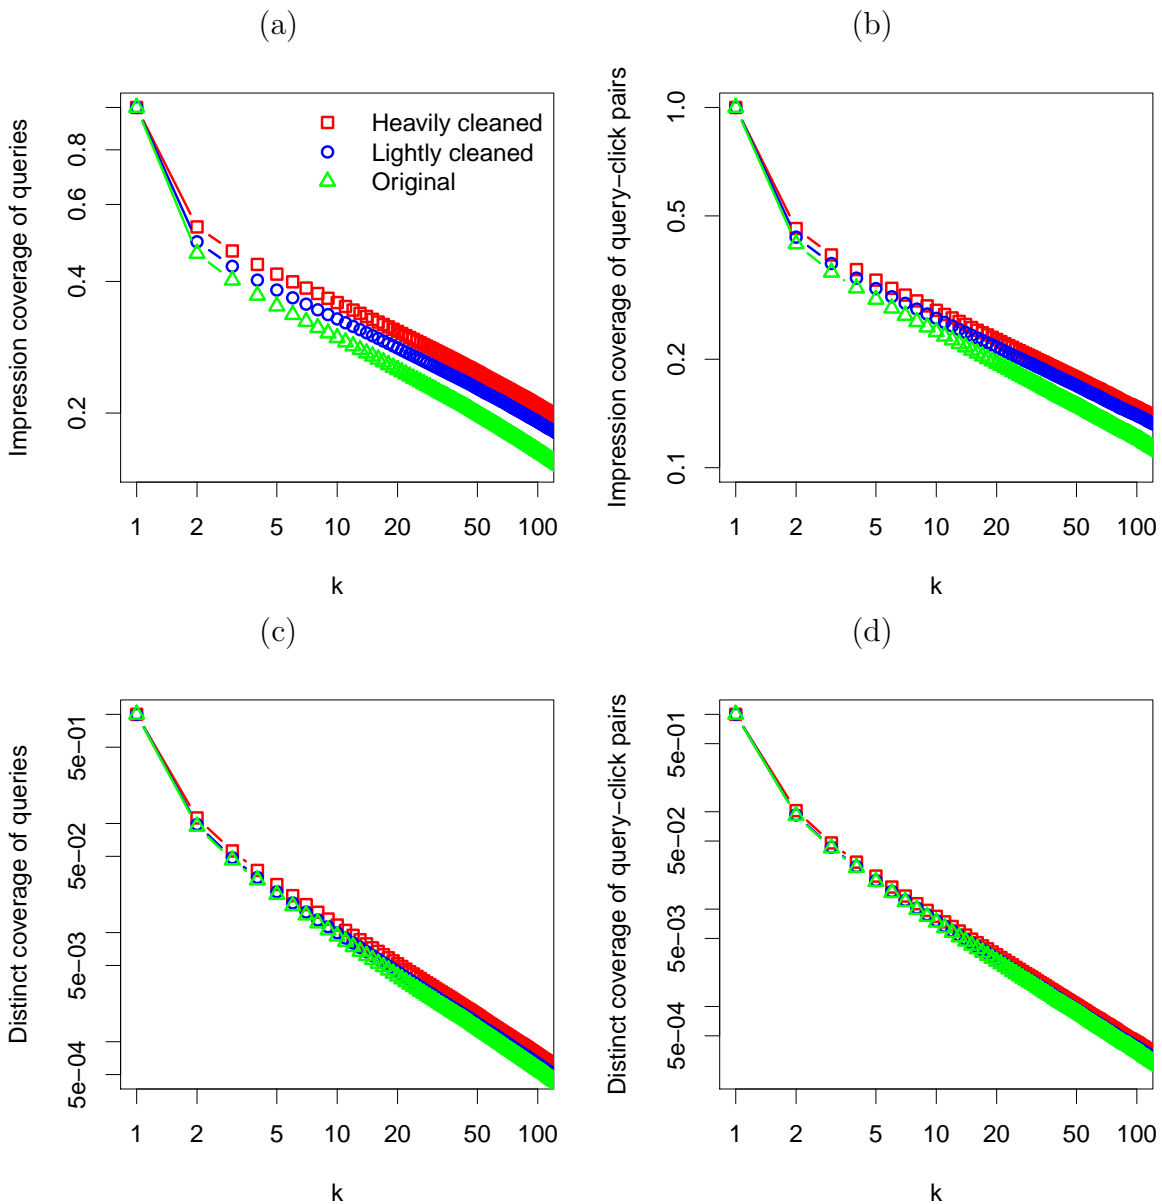 (a)
Impression coverage of queries
0.8
0.6
0.4
0.2
Heavily cleaned
Lightly cleaned
Original
1 2 5 10 20 50 100
k
(b)
Impression coverage of query−click pairs
1.0
0.5
0.2
0.1
1 2 5 10 20 50 100
k
(c)
Distinct coverage of queries
5e−01
5e−02
5e−03
5e−04
1 2 5 10 20 50 100
k
(d)
Distinct coverage of query−click pairs
5e−01
5e−02
5e−03
5e−04
1 2 5 10 20 50 100
k